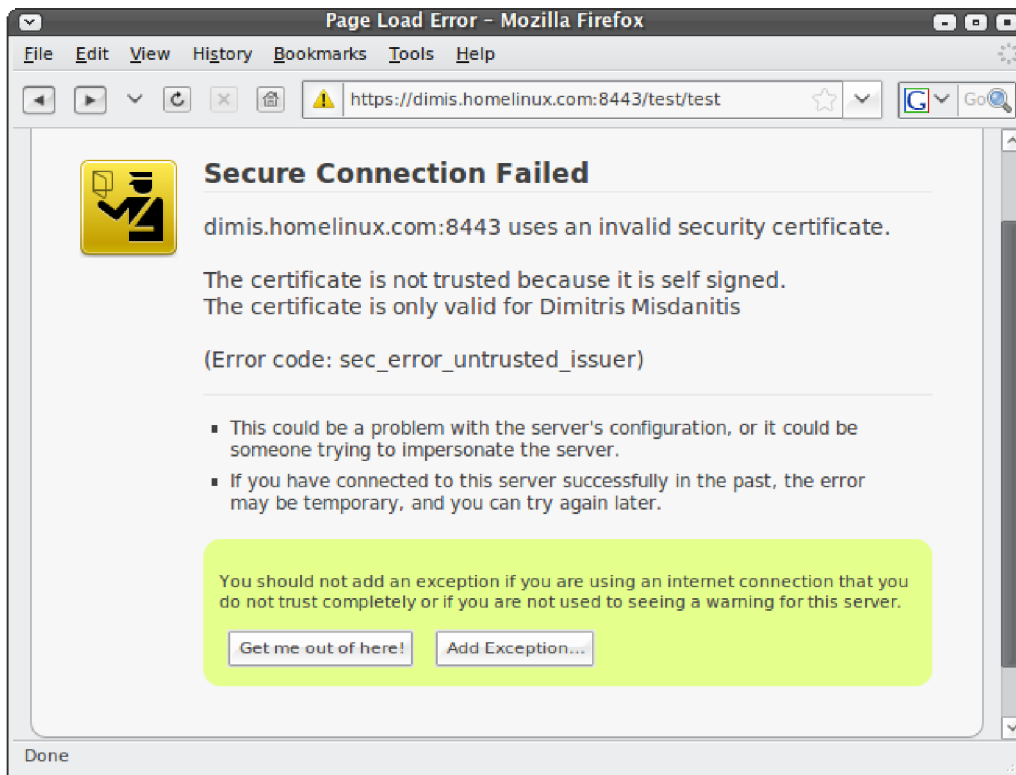 Page Load Error - Mozilla Firefox
File Edit View History Bookmarks Tools Help
https://dimis.homelinux.com:8443/test/test
G Goo
Secure Connection Failed
dimis.homelinux.com:8443 uses an invalid security certificate.
The certificate is not trusted because it is self signed.
The certificate is only valid for Dimitris Misdanitis
(Error code: sec_error_untrusted_issuer)
▪ This could be a problem with the server's configuration, or it could be
someone trying to impersonate the server.
▪ If you have connected to this server successfully in the past, the error
may be temporary, and you can try again later.
You should not add an exception if you are using an internet connection that you
do not trust completely or if you are not used to seeing a warning for this server.
Get me out of here! Add Exception...
Done